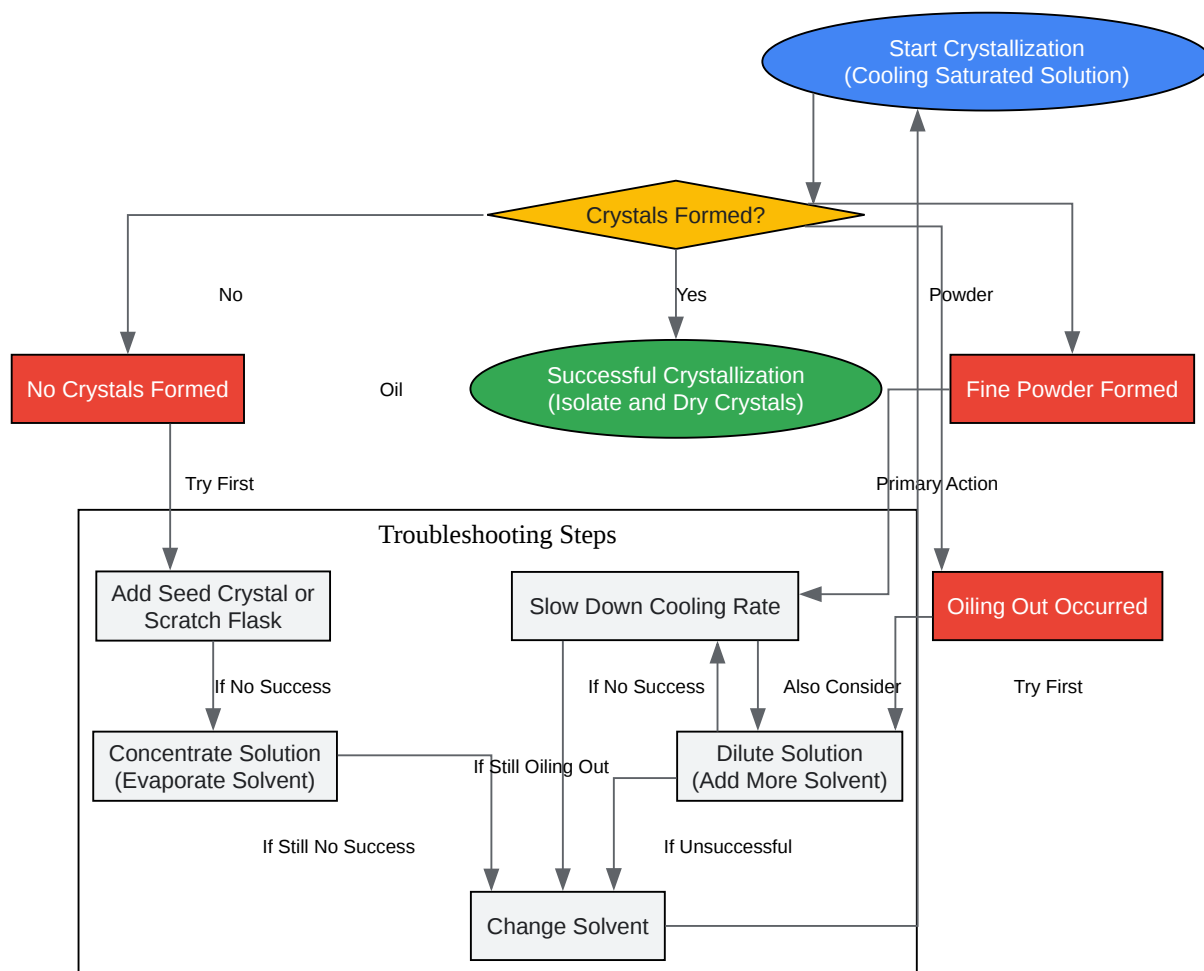 Start Crystallization
(Cooling Saturated Solution)
Crystals Formed?
No
Yes
Powder
No Crystals Formed
Oil
Successful Crystallization
(Isolate and Dry Crystals)
Fine Powder Formed
Try First
Primary Action
Troubleshooting Steps
Add Seed Crystal or
Scratch Flask
Slow Down Cooling Rate
Oiling Out Occurred
If No Success
If No Success
Also Consider
Try First
Concentrate Solution
(Evaporate Solvent)
If Still Oiling Out
Dilute Solution
(Add More Solvent)
If Still No Success
If Unsuccessful
Change Solvent